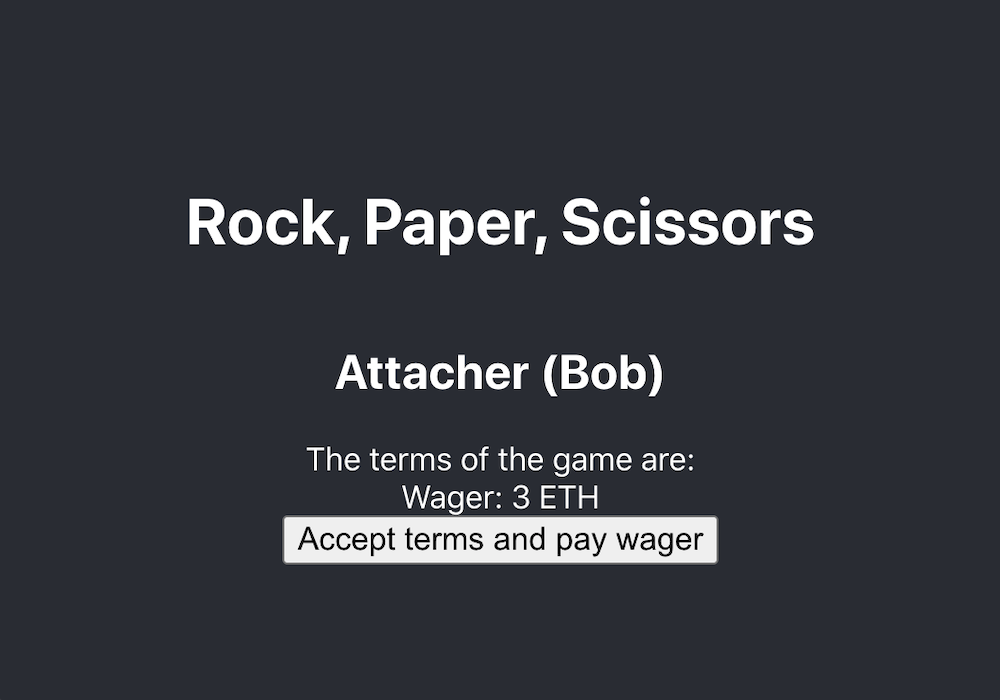 Rock, Paper, Scissors
Attacher (Bob)
The terms of the game are:
Wager: 3 ETH
Accept terms and pay wager